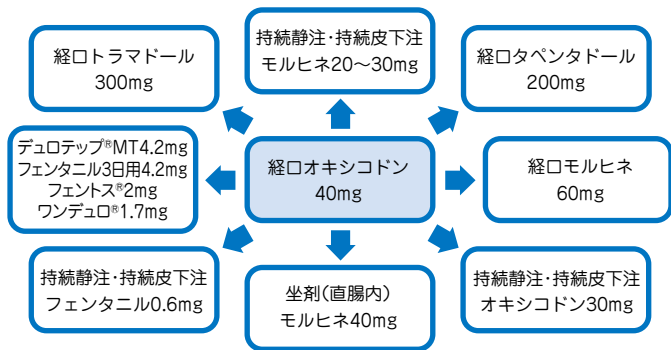 経口トラマドール
300mg
持続静注・持続皮下注
モルヒネ20〜30mg
経口タペンタドール
200mg
デュロテップ®MT4.2mg
フェンタニル3日用4.2mg
フェントス®2mg
ワンデュロ®1.7mg
経口オキシコドン
40mg
経口モルヒネ
60mg
持続静注・持続皮下注
フェンタニル0.6mg
坐剤(直腸内)
モルヒネ40mg
持続静注・持続皮下注
オキシコドン30mg